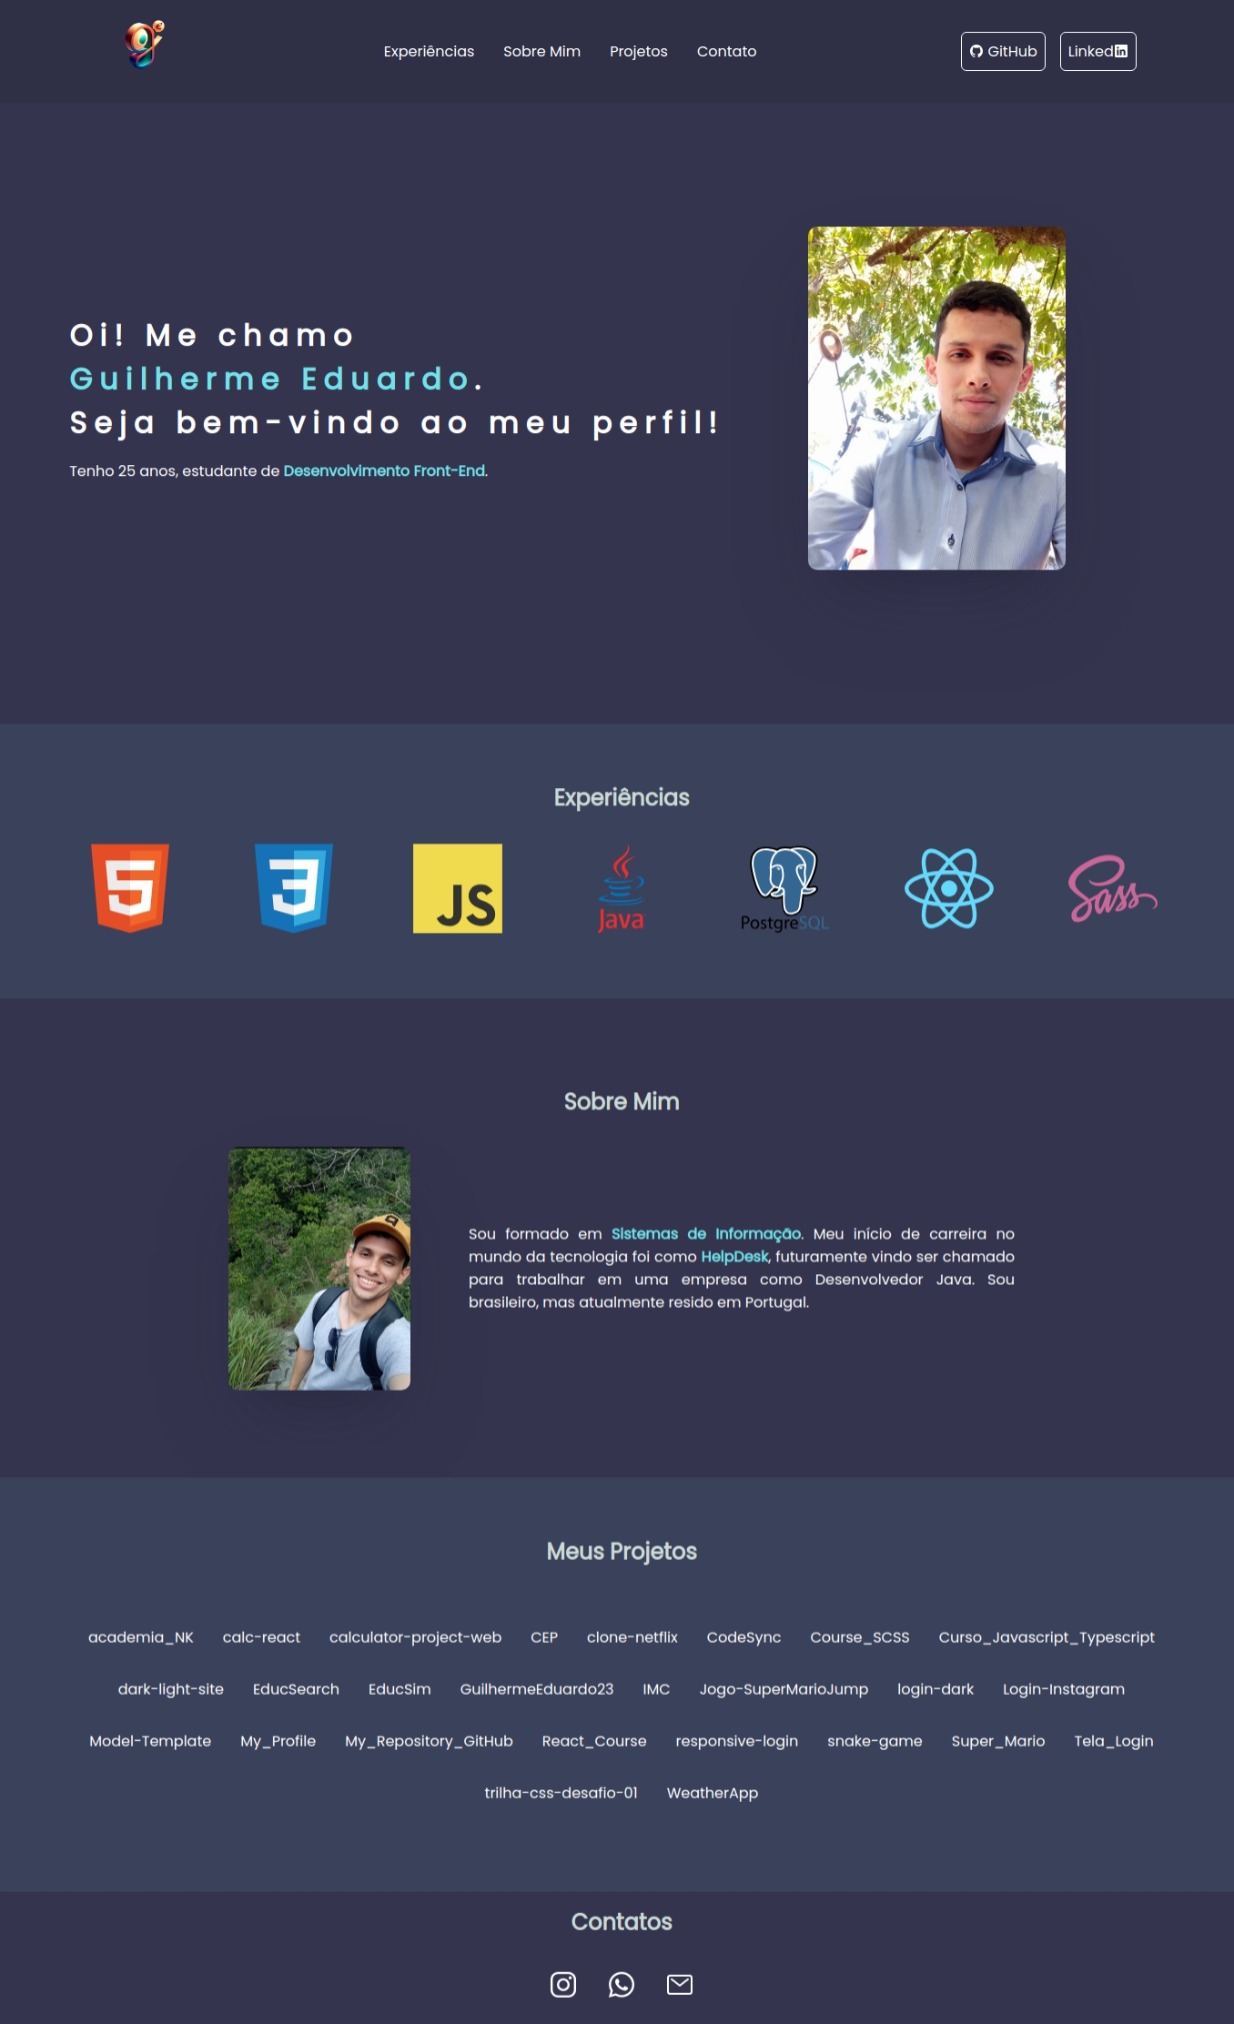 Experiências Sobre Mim Projetos Contato GitHub Linked in
Oi! Me chamo
Guilherme Eduardo.
Seja bem-vindo ao meu perfil!
Tenho 25 anos, estudante de Desenvolvimento Front-End.
Experiências
5 3 JS Java PostgreSQL Sass
Sobre Mim
Sou formado em Sistemas de Informação. Meu início de carreira no
mundo da tecnologia foi como HelpDesk, futuramente vindo ser chamado
para trabalhar em uma empresa como Desenvolvedor Java. Sou
brasileiro, mas atualmente resido em Portugal.
Meus Projetos
academia_NK calc-react calculator-project-web CEP clone-netflix CodeSync Course_SCSS Curso_Javascript_Typescript
dark-light-site EducSearch EducSim GuilhermeEduardo23 IMC Jogo-SuperMarioJump login-dark Login-Instagram
Model-Template My_Profile My_Repository_GitHub React_Course responsive-login snake-game Super_Mario Tela_Login
trilha-css-desafio-01 WeatherApp
Contatos